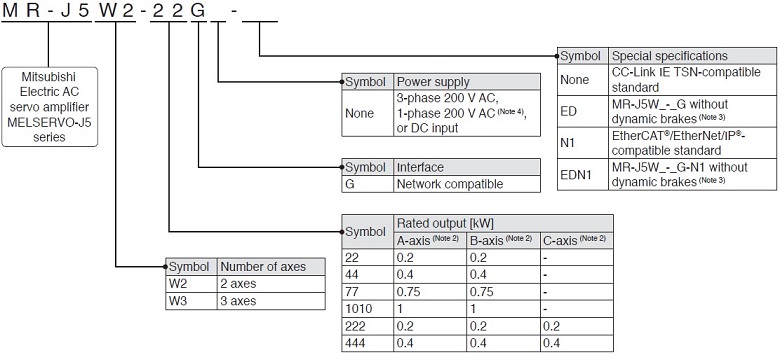 MR-J5W2-22G_-_
Mitsubishi
Electric AC
servo amplifier
MELSERVO-J5
series
Symbol Special specifications
None CC-Link IE TSN-compatible
standard
ED MR-J5W_-_G without
dynamic brakes (Note 3)
N1 EtherCAT®/EtherNet/IP®-
compatible standard
EDN1 MR-J5W_-_G-N1 without
dynamic brakes (Note 3)
Symbol Power supply
None 3-phase 200 V AC,
1-phase 200 V AC (Note 4),
or DC input
Symbol Interface
G Network compatible
Symbol Rated output [kW]
A-axis (Note 2) B-axis (Note 2) C-axis (Note 2)
22 0.2 0.2 -
44 0.4 0.4 -
77 0.75 0.75 -
1010 1 1 -
222 0.2 0.2 0.2
444 0.4 0.4 0.4
Symbol Number of axes
W2 2 axes
W3 3 axes